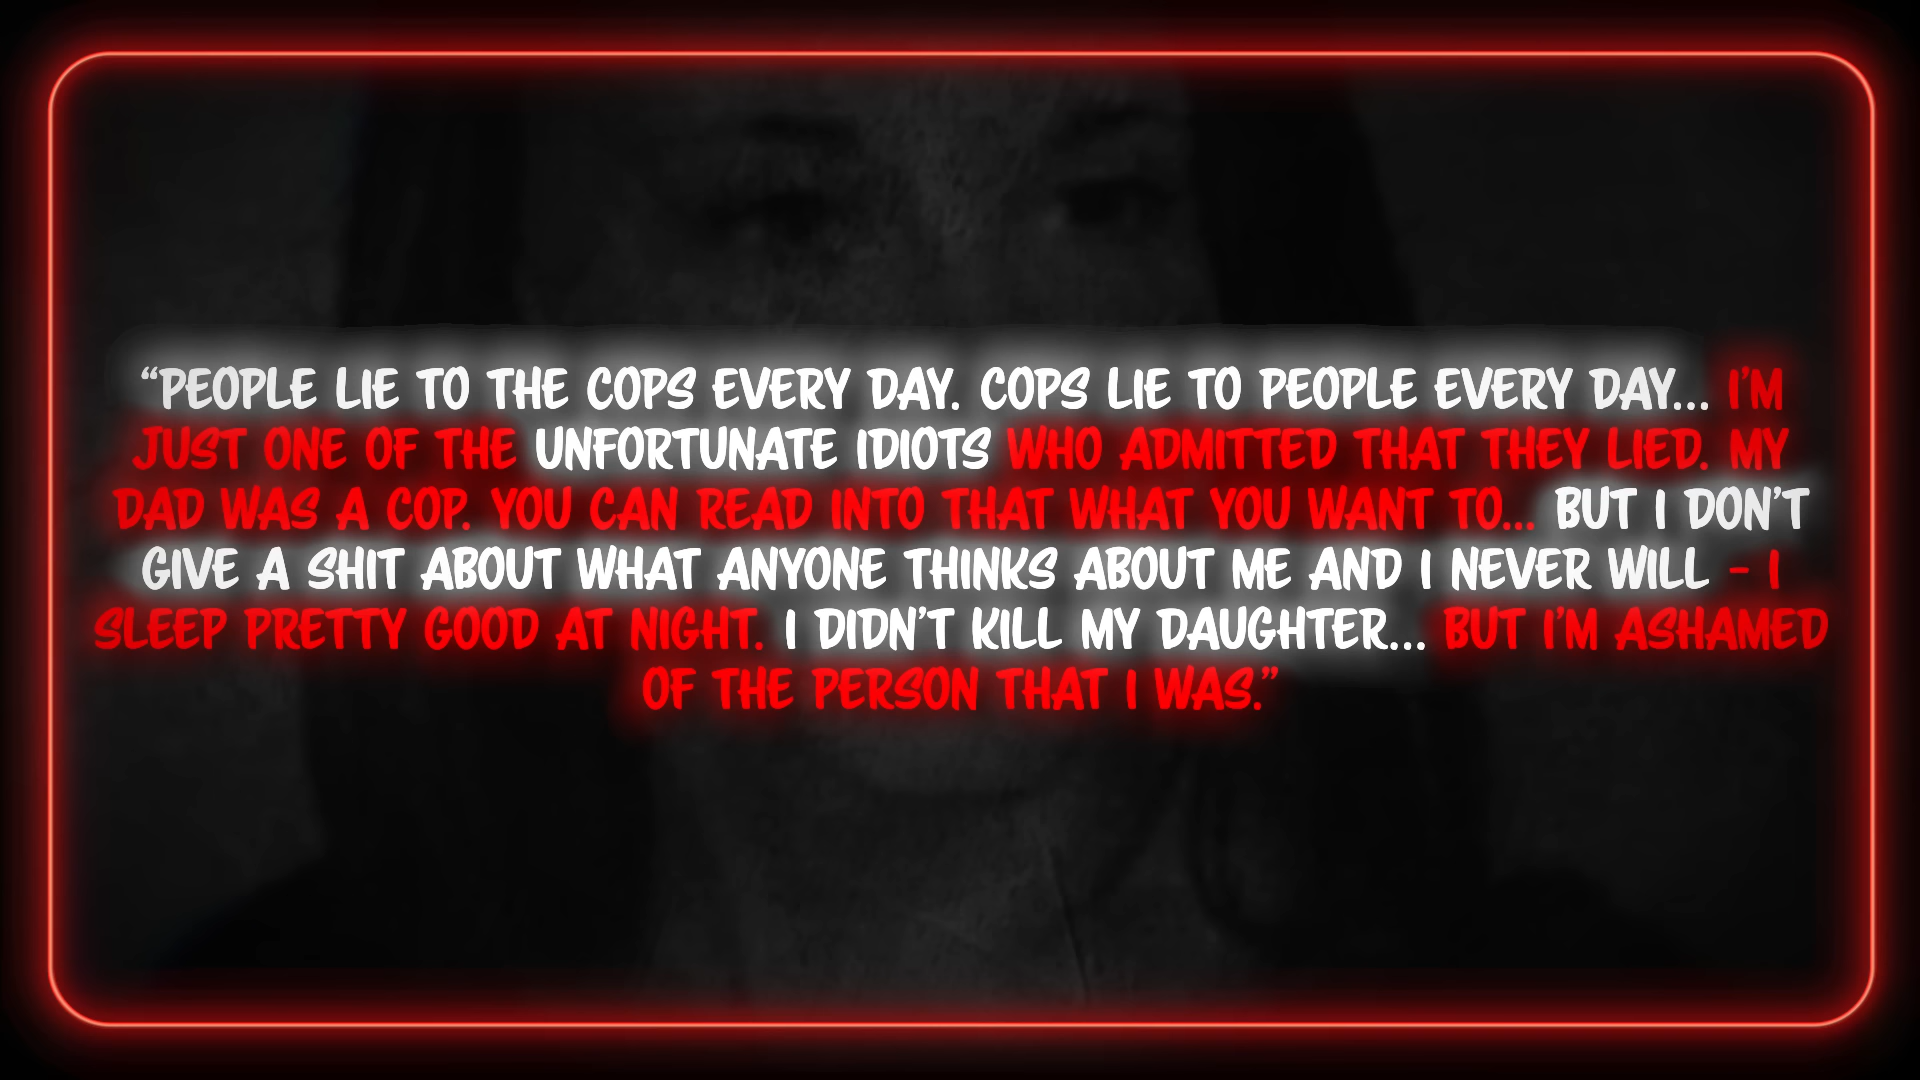 “PEOPLE LIE TO THE COPS EVERY DAY. COPS LIE TO PEOPLE EVERY DAY... I’M
JUST ONE OF THE UNFORTUNATE IDIOTS WHO ADMITTED THAT THEY LIED. MY
DAD WAS A COP. YOU CAN READ INTO THAT WHAT YOU WANT TO... BUT I DON’T
GIVE A SHIT ABOUT WHAT ANYONE THINKS ABOUT ME AND I NEVER WILL - I
SLEEP PRETTY GOOD AT NIGHT. I DIDN’T KILL MY DAUGHTER... BUT I’M ASHAMED
OF THE PERSON THAT I WAS.”